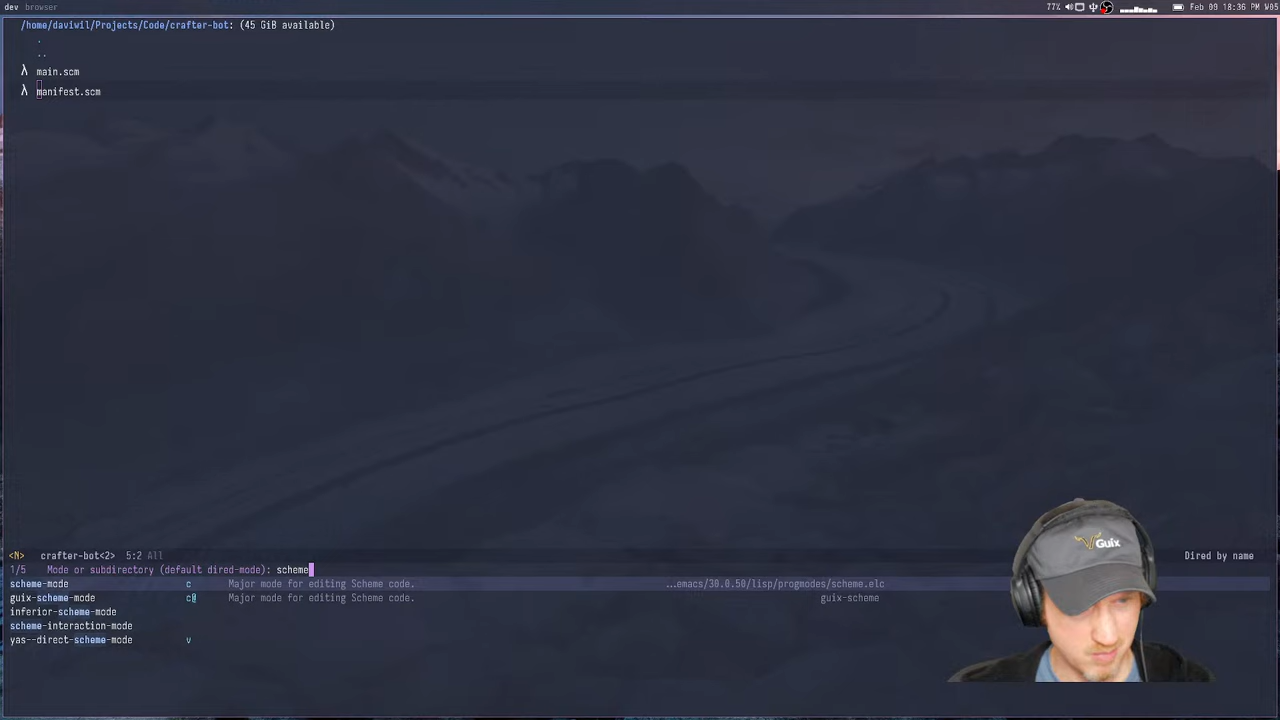 dev browser
77% Feb 09 18:36 PM W05
/home/daviwil/Projects/Code/crafter-bot: (45 GiB available)
.
..
λ main.scm
λ manifest.scm
<N> crafter-bot<2> 5:2 All Dired by name
1/5 Mode or subdirectory (default dired-mode): scheme
scheme-mode c Major mode for editing Scheme code. ...emacs/30.0.50/lisp/progmodes/scheme.elc
guix-scheme-mode c@ Major mode for editing Scheme code. guix-scheme
inferior-scheme-mode
scheme-interaction-mode
yas--direct-scheme-mode v
Guix